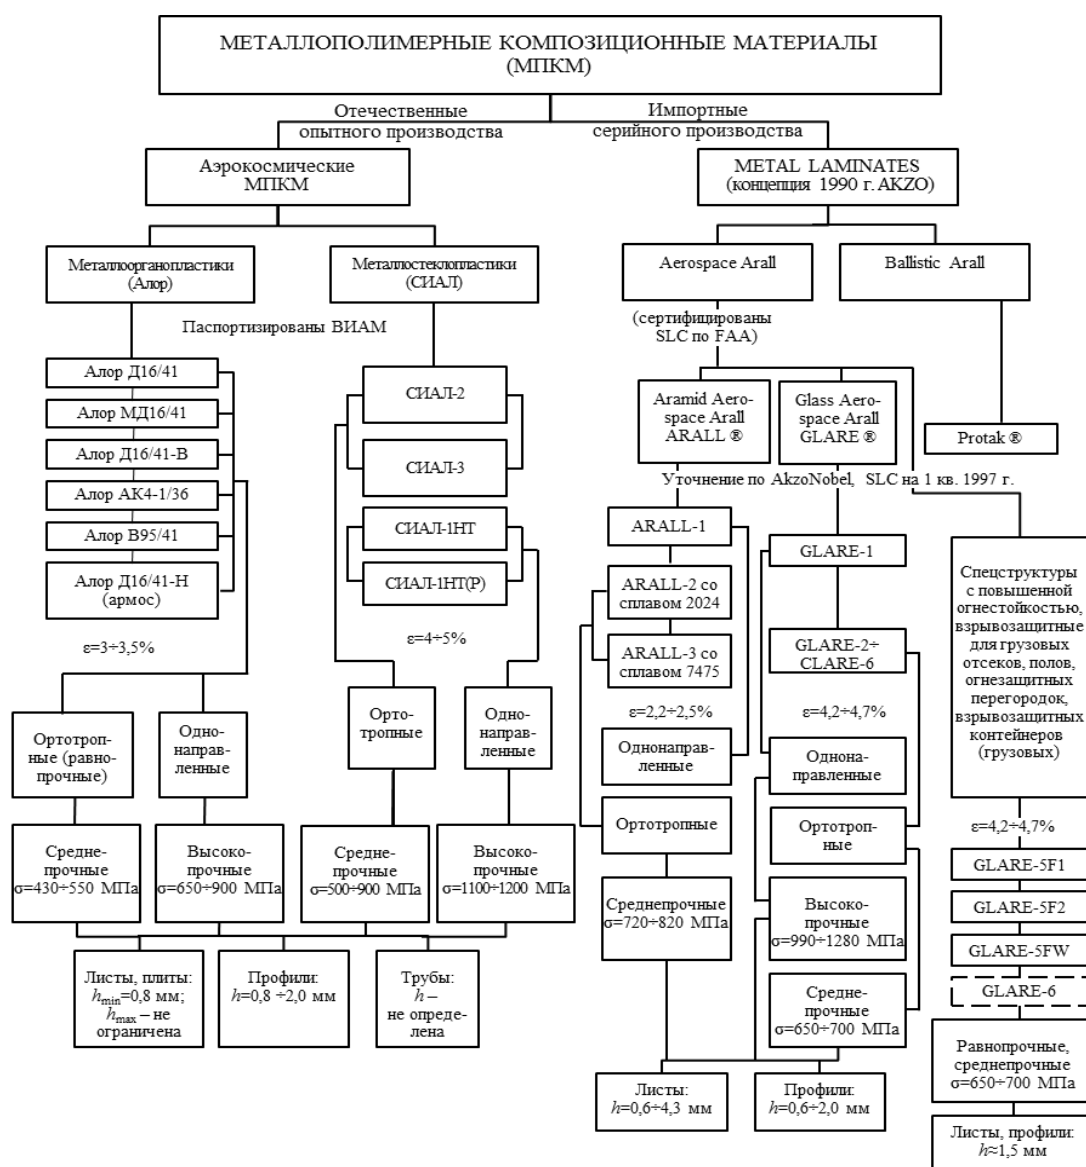 МЕТАЛЛОПОЛИМЕРНЫЕ КОМПОЗИЦИОННЫЕ МАТЕРИАЛЫ
(МПКМ)
Отечественные
опытного производства
Импортные
серийного производства
Аэрокосмические
МПКМ
METAL LAMINATES
(концепция 1990 г. AKZO)
Металлоорганопластики
(Алор)
Металлостеклопластики
(СИАЛ)
Aerospace Arall
Ballistic Arall
Паспортизированы ВИАМ
(сертифицированы
SLC по FAA)
Алор Д16/41
Алор МД16/41
Алор Д16/41-В
Алор АК4-1/36
Алор В95/41
Алор Д16/41-Н
(армос)
СИАЛ-2
СИАЛ-3
СИАЛ-1НТ
СИАЛ-1НТ(Р)
Aramid Aero-
space Arall
ARALL ®
Glass Aero-
space Arall
GLARE ®
Protak ®
Уточнение по AkzoNobel, SLC на 1 кв. 1997 г.
ARALL-1
ARALL-2 со
сплавом 2024
ARALL-3 со
сплавом 7475
GLARE-1
GLARE-2÷
CLARE-6
Спецструктуры
с повышенной
огнестойкостью,
взрывозащитные
для грузовых
отсеков, полов,
огнезащитных
перегородок,
взрывозащитных
контейнеров
(грузовых)
ε=3÷3,5%
ε=4÷5%
ε=2,2÷2,5%
ε=4,2÷4,7%
Ортотроп-
ные (равно-
прочные)
Одно-
направ-
ленные
Орто-
тропные
Одно-
направ-
ленные
Однонаправ-
ленные
Ортотропные
Однона-
правленные
Ортотроп-
ные
ε=4,2÷4,7%
Средне-
прочные
σ=430÷550 МПа
Высоко-
прочные
σ=650÷900 МПа
Средне-
прочные
σ=500÷900 МПа
Высоко-
прочные
σ=1100÷1200 МПа
Среднепрочные
σ=720÷820 МПа
Высоко-
прочные
σ=990÷1280 МПа
Средне-
прочные
σ=650÷700 МПа
GLARE-5F1
GLARE-5F2
GLARE-5FW
GLARE-6
Листы, плиты:
hmin=0,8 мм;
hmax – не
ограничена
Профили:
h=0,8 ÷2,0 мм
Трубы:
h –
не опреде-
лена
Листы:
h=0,6÷4,3 мм
Профили:
h=0,6÷2,0 мм
Равнопрочные,
среднепрочные
σ=650÷700 МПа
Листы, профили:
h≈1,5 мм